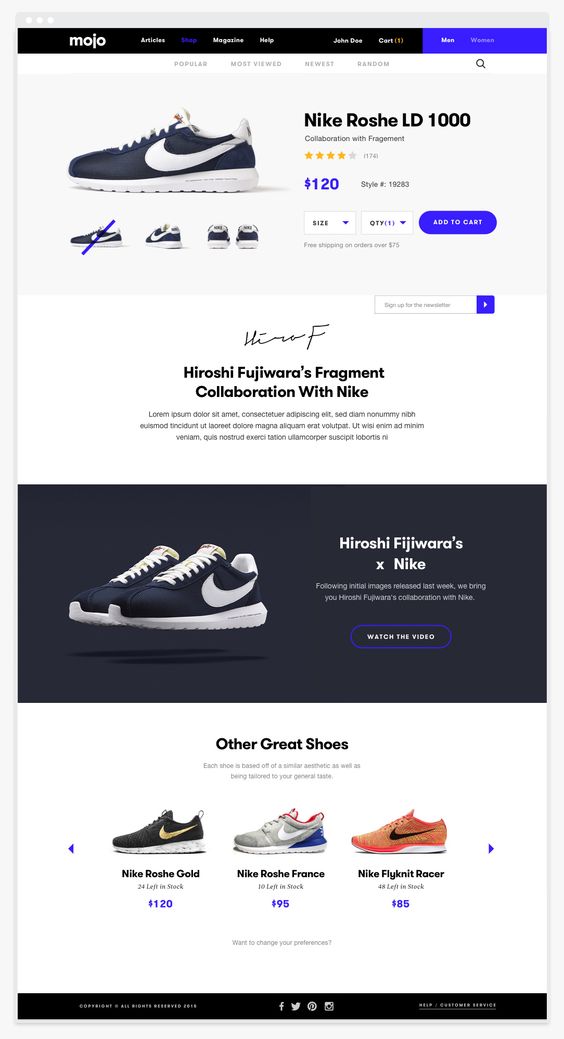 mojo
Articles Shop Magazine Help
John Doe Cart (1)
Men Women
POPULAR MOST VIEWED NEWEST RANDOM
Nike Roshe LD 1000
Collaboration with Fragement
(174)
$120 Style #: 19283
SIZE QTY(1) ADD TO CART
Free shipping on orders over $75
Sign up for the newsletter
Hiro F
Hiroshi Fujiwara’s Fragment
Collaboration With Nike
Lorem ipsum dolor sit amet, consectetuer adipiscing elit, sed diam nonummy nibh
euismod tincidunt ut laoreet dolore magna aliquam erat volutpat. Ut wisi enim ad minim
veniam, quis nostrud exerci tation ullamcorper suscipit lobortis ni
Hiroshi Fijiwara’s
x Nike
Following initial images released last week, we bring
you Hiroshi Fujiwara's collaboration with Nike.
WATCH THE VIDEO
Other Great Shoes
Each shoe is based off of a similar aesthetic as well as
being tailored to your general taste.
Nike Roshe Gold
24 Left in Stock
$120
Nike Roshe France
10 Left in Stock
$95
Nike Flyknit Racer
48 Left in Stock
$85
Want to change your preferences?
COPYRIGHT © ALL RIGHTS RESERVED 2015
HELP / CUSTOMER SERVICE